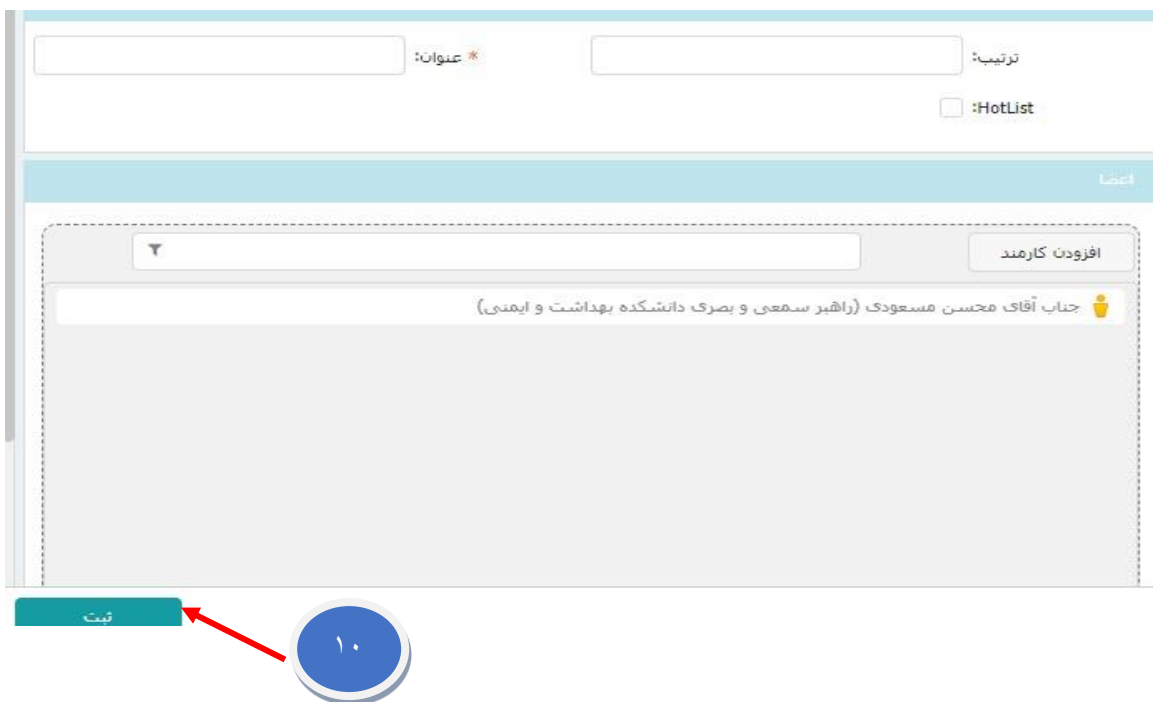 ترتیب: * عنوان:
HotList:
اعضا
افزودن کارمند
جناب آقای محسن مسعودی (راهبر سمعی و بصری دانشکده بهداشت و ایمنی)
ثبت
۱۰